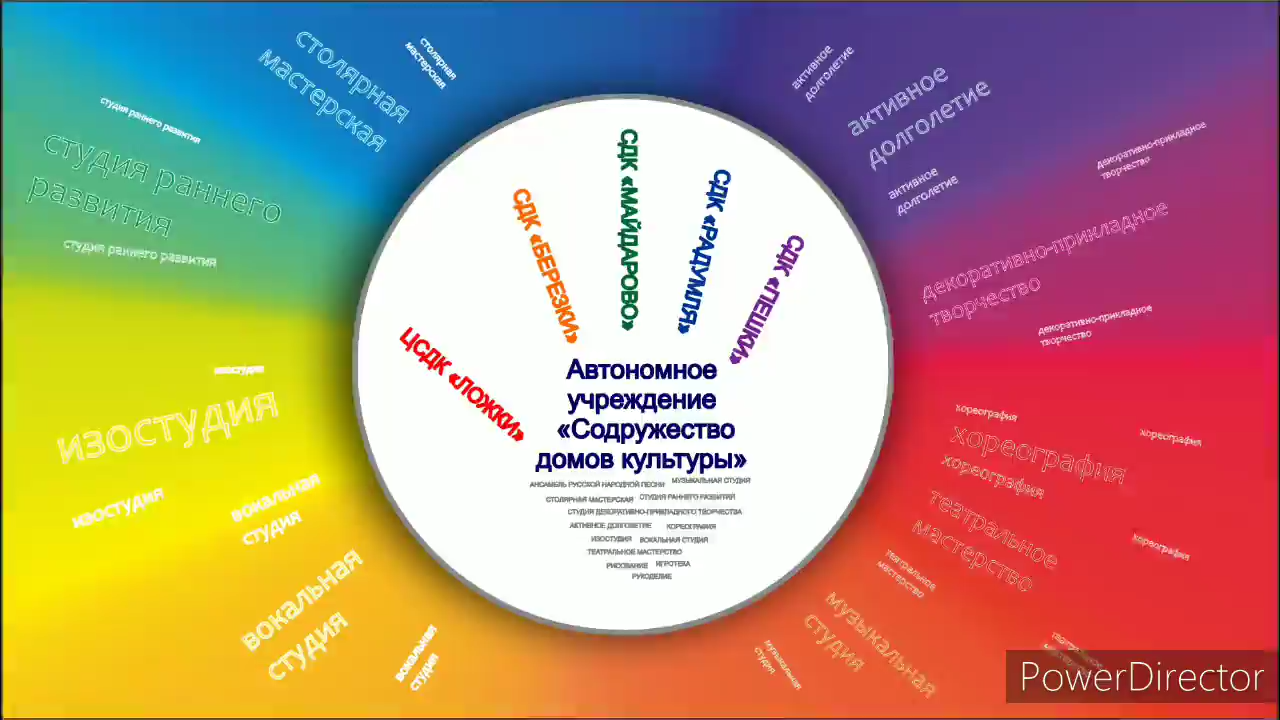 столярная
мастерская
столярная
мастерская
студия раннего развития
студия раннего
развития
студия раннего развития
активное
долголетие
активное
долголетие
активное
долголетие
декоративно-прикладное
творчество
декоративно-прикладное
творчество
декоративно-прикладное
творчество
ЦСДК «ЛОЖКИ»
СДК «БЕРЕЗКИ»
СДК «МАЙДАРОВО»
СДК «РАДУМЛЯ»
СДК «ПЕШКИ»
Автономное
учреждение
«Содружество
домов культуры»
АНСАМЕЛЬ РУССКОЙ НАРОДНОЙ ПЕСНИ
МУЗЫКАЛЬНАЯ СТУДИЯ
СТОЛЯРНАЯ МАСТЕРСКАЯ
СТУДИЯ РАННЕГО РАЗВИТИЯ
СТУДИЯ ДЕКОРАТИВНО-ПРИКЛАДНОГО ТВОРЧЕСТВА
АКТИВНОЕ ДОЛГОЛЕТИЕ
ХОРЕОГРАФИЯ
ИЗОСТУДИЯ
ВОКАЛЬНАЯ СТУДИЯ
ТЕАТРАЛЬНОЕ МАСТЕРСТВО
РИСОВАНИЕ
ИГРОТЕКА
РУКОДЕЛИЕ
изостудия
изостудия
изостудия
вокальная
студия
вокальная
студия
вокальная
студия
хореография
хореография
хореография
хореография
хореография
театральное
мастерство
театральное
мастерство
театральное
музыкальная
студия
музыкальная
студия
PowerDirector